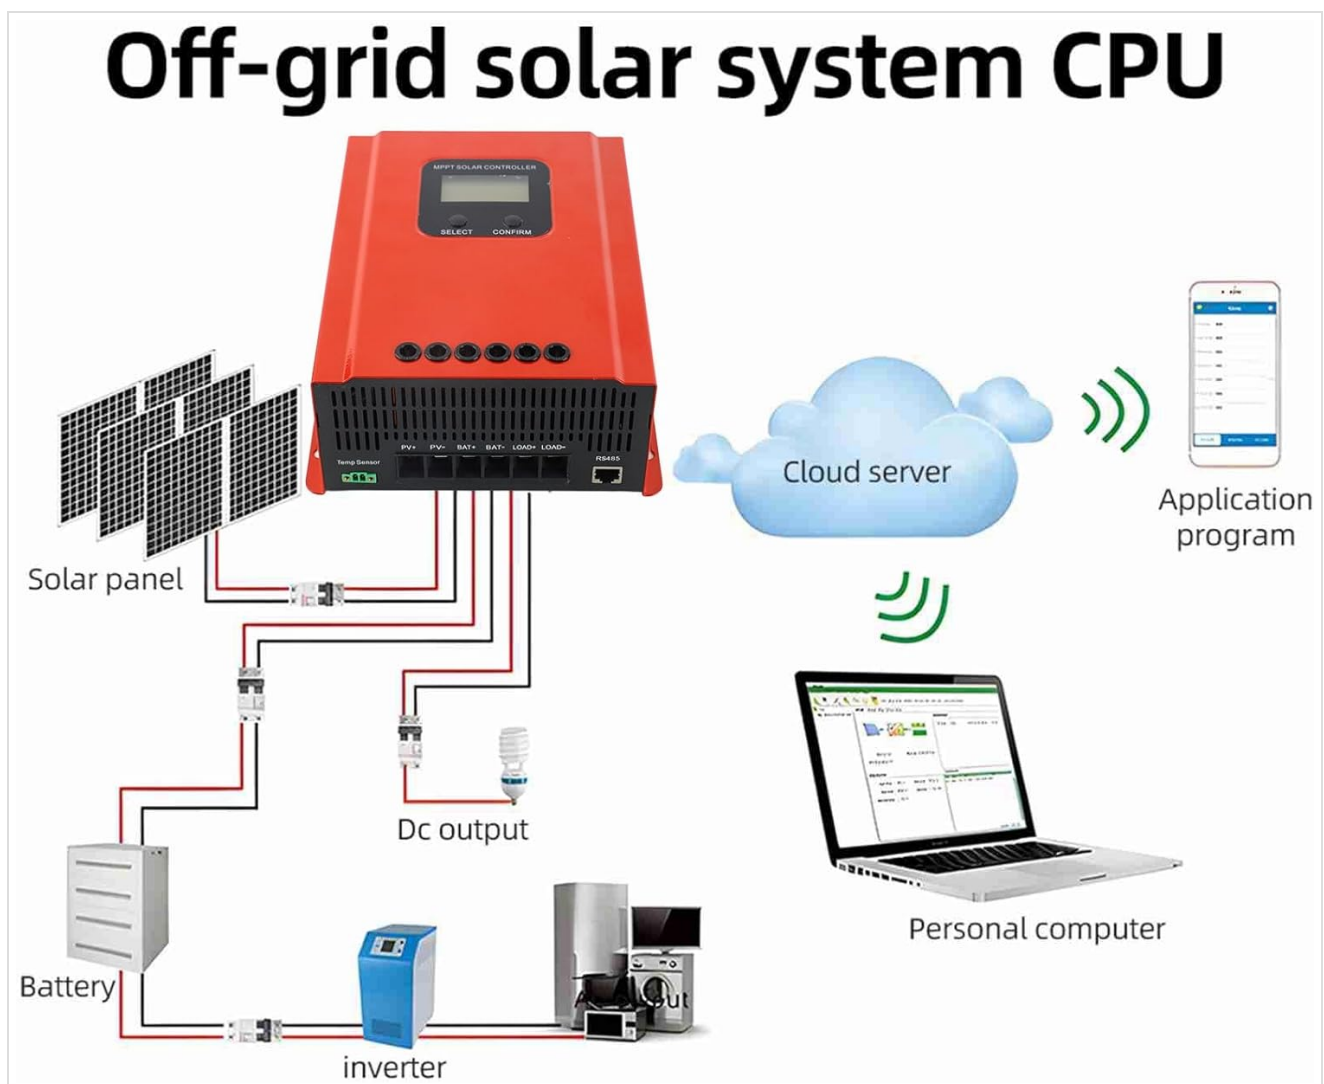 Off-grid solar system CPU
MPPT SOLAR CONTROLLER
SELECT CONFIRM
PV+ PV- BAT+ BAT- LOAD+ LOAD-
Temp Sensor
RS485
Cloud server
Application
program
Solar panel
Dc output
Personal computer
Battery
inverter